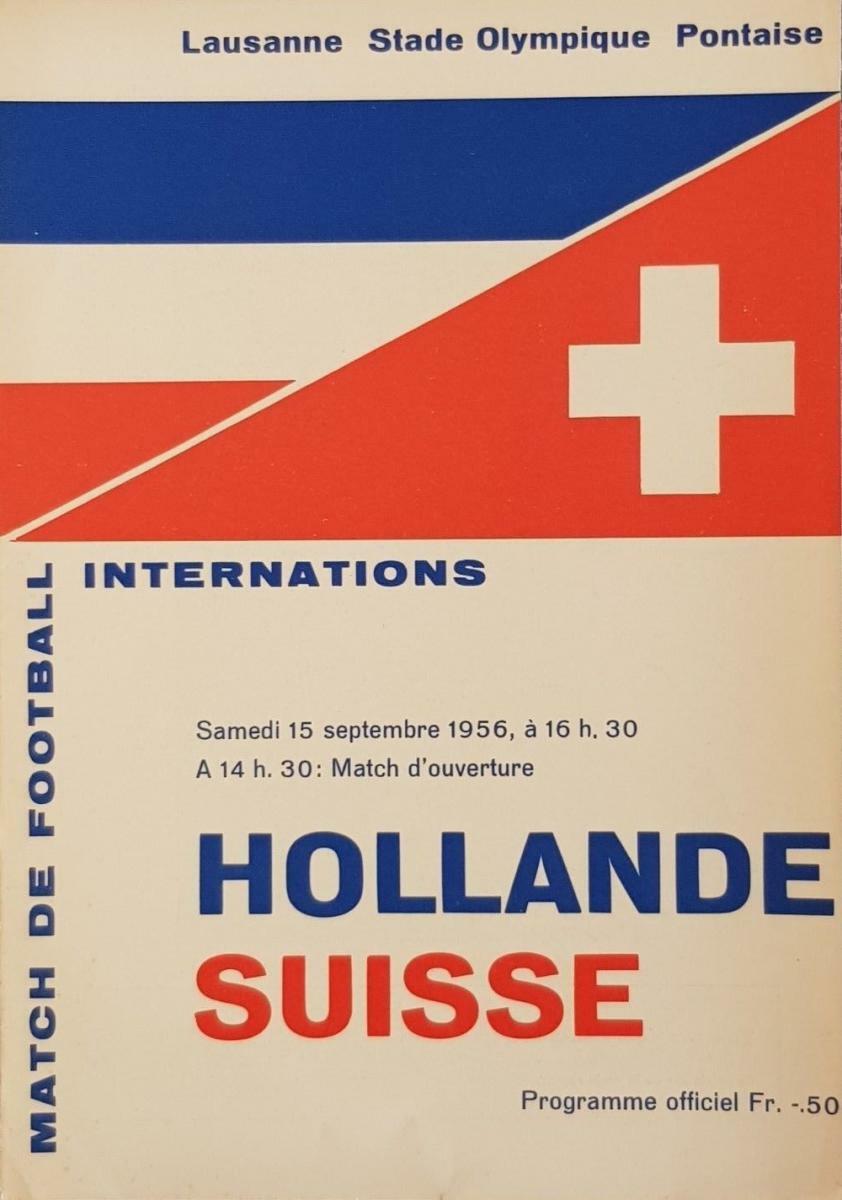 Lausanne Stade Olympique Pontaise
MATCH DE FOOTBALL
INTERNATIONS
Samedi 15 septembre 1956, à 16 h. 30
A 14 h. 30: Match d'ouverture
HOLLANDE
SUISSE
Programme officiel Fr. -.50